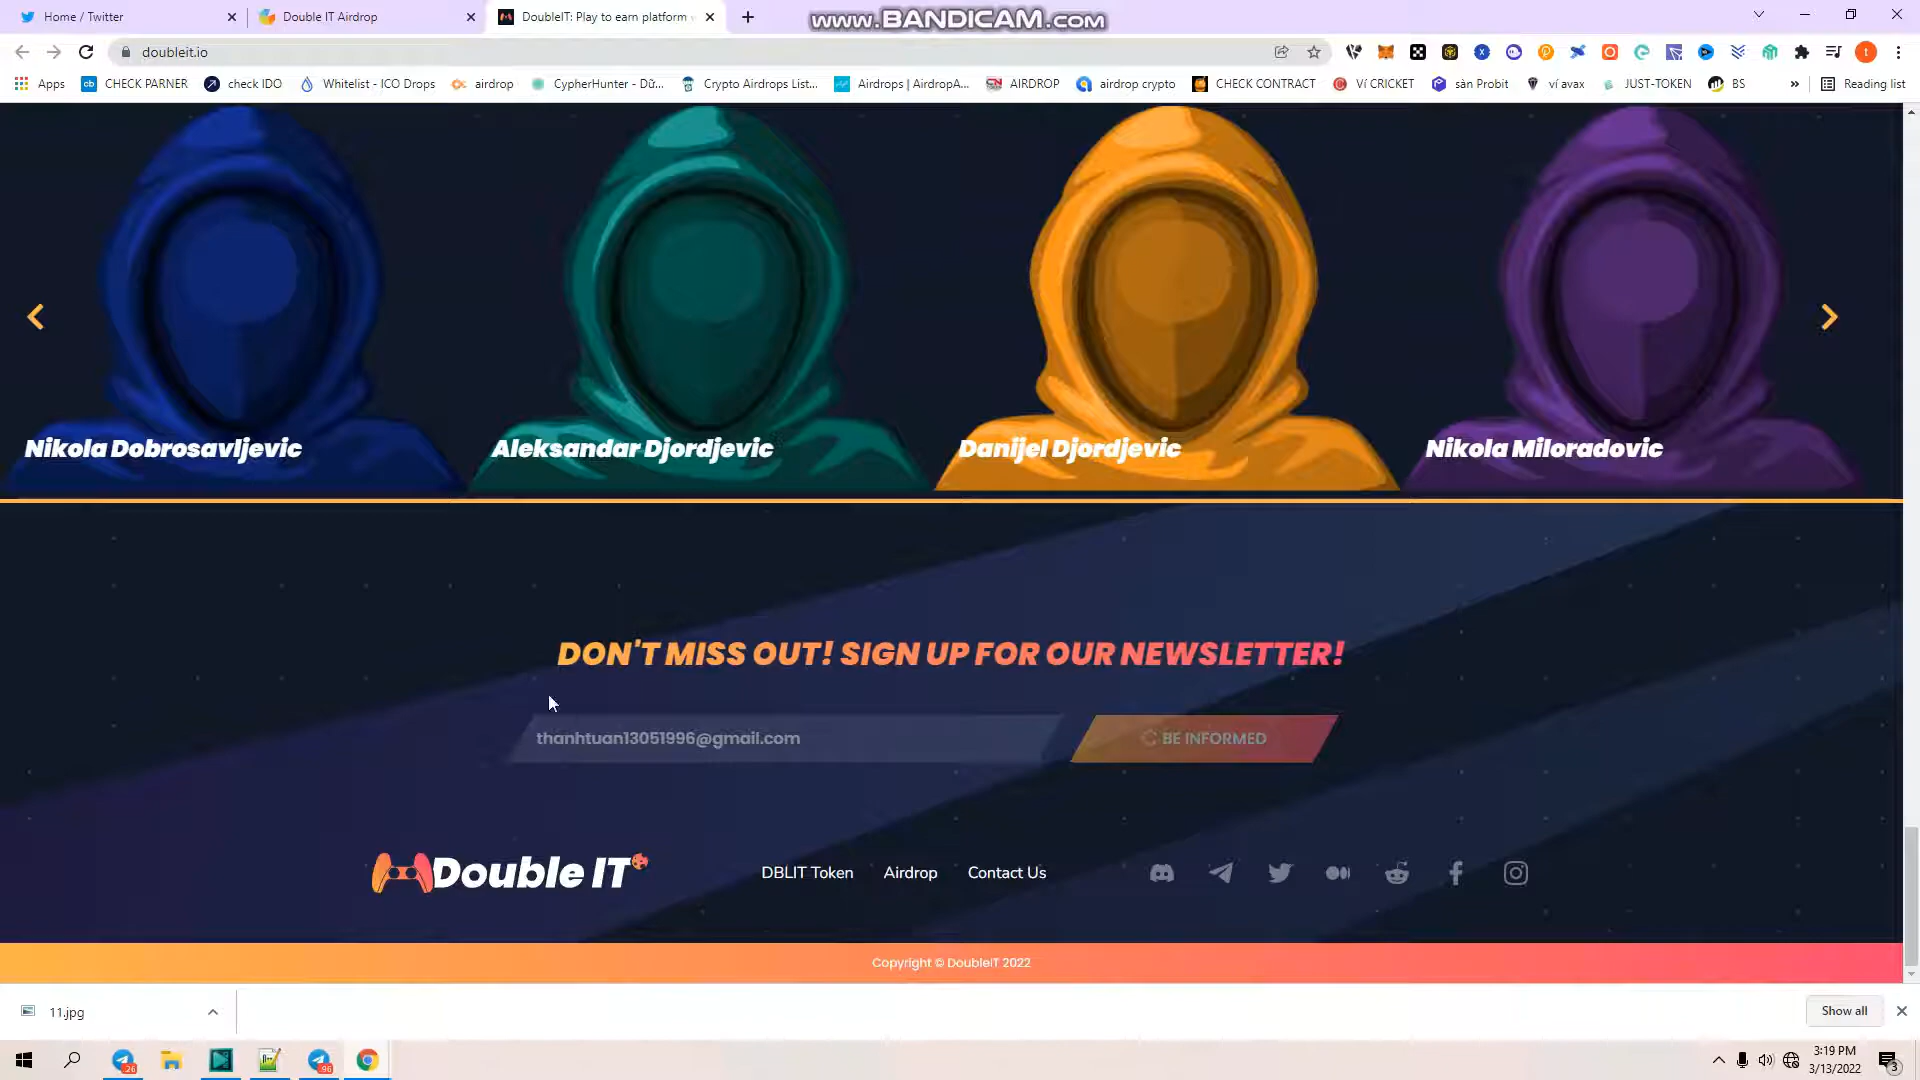 Home / Twitter
Double IT Airdrop
DoubleIT: Play to earn platform
www.BANDICAM.com
doubleit.io
t
Apps
cb CHECK PARNER
check IDO
Whitelist - ICO Drops
airdrop
CypherHunter - Dữ...
Crypto Airdrops List...
Airdrops | AirdropA...
AIRDROP
airdrop crypto
CHECK CONTRACT
Ví CRICKET
sàn Probit
ví avax
JUST-TOKEN
BS
»
Reading list
Nikola Dobrosavljevic
Aleksandar Djordjevic
Danijel Djordjevic
Nikola Miloradovic
DON'T MISS OUT! SIGN UP FOR OUR NEWSLETTER!
thanhtuan13051996@gmail.com
BE INFORMED
Double IT
DBLIT Token
Airdrop
Contact Us
Copyright © DoubleIT 2022
11.jpg
Show all
26
96
3:19 PM
3/13/2022
3